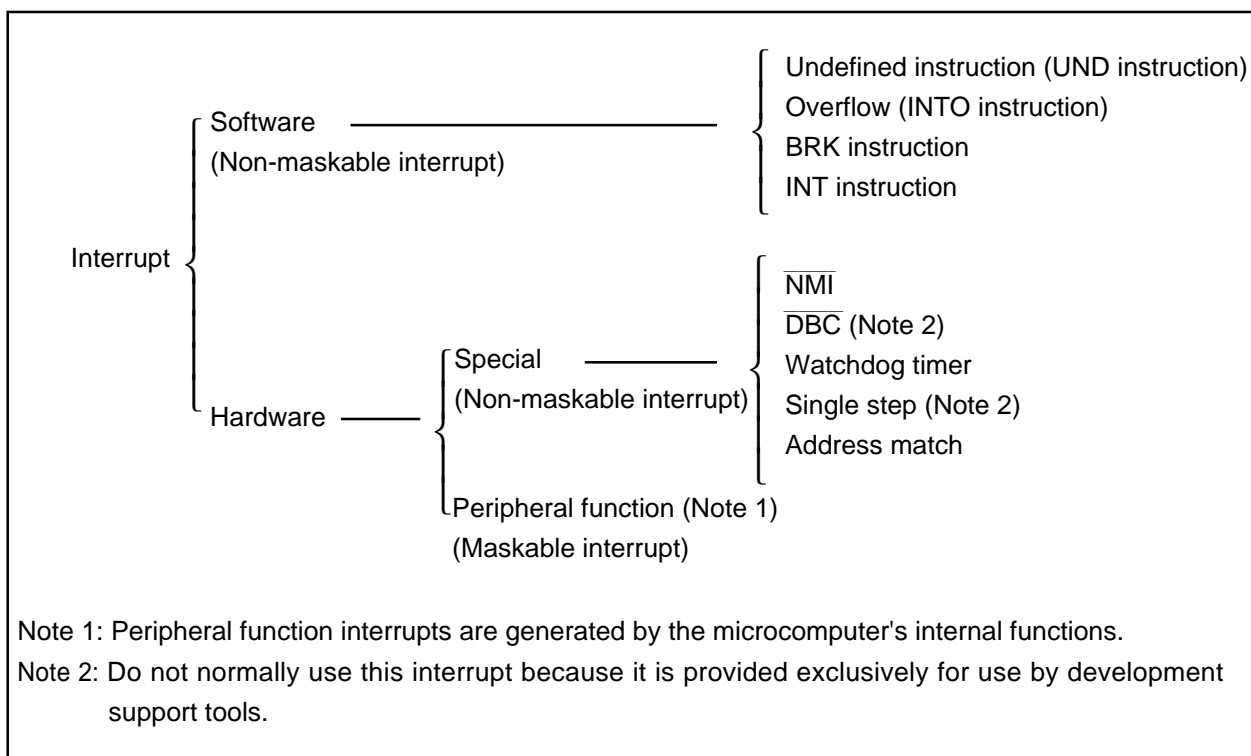 Undefined instruction (UND instruction)
Overflow (INTO instruction)
BRK instruction
INT instruction
Software
(Non-maskable interrupt)
Interrupt
Hardware
Special
(Non-maskable interrupt)
N̅M̅I̅
D̅B̅C̅ (Note 2)
Watchdog timer
Single step (Note 2)
Address match
Peripheral function (Note 1)
(Maskable interrupt)
Note 1: Peripheral function interrupts are generated by the microcomputer's internal functions.
Note 2: Do not normally use this interrupt because it is provided exclusively for use by development
support tools.